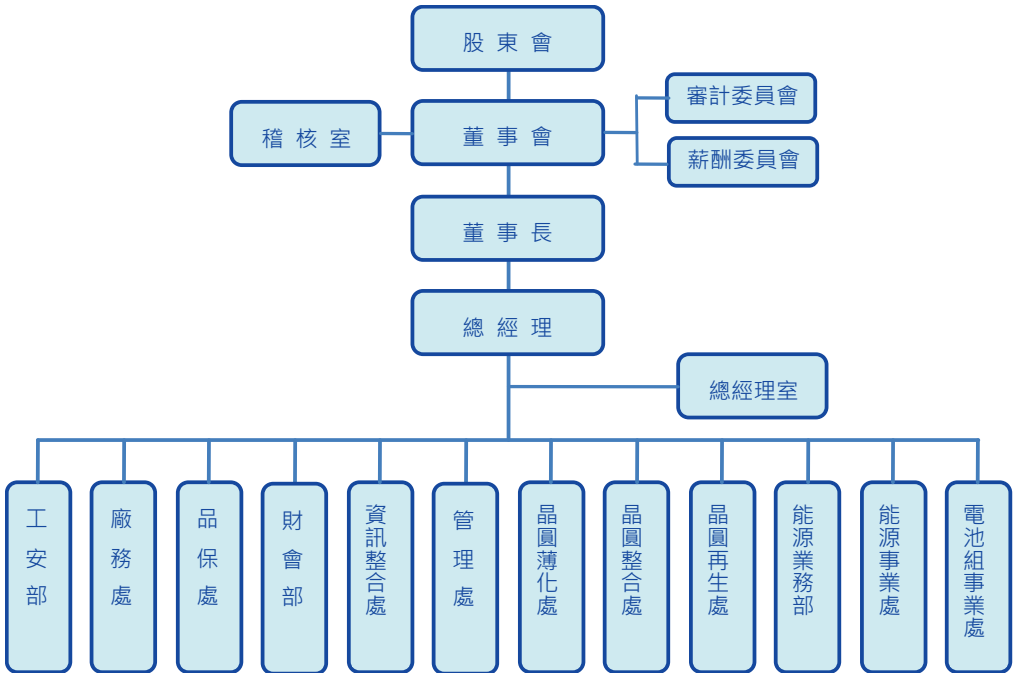 股東會
審計委員會
稽核室
董事會
薪酬委員會
董事長
總經理
總經理室
工安部
廠務處
品保處
財會部
資訊整合處
管理處
晶圓薄化處
晶圓整合處
晶圓再生處
能源業務部
能源事業處
電池組事業處